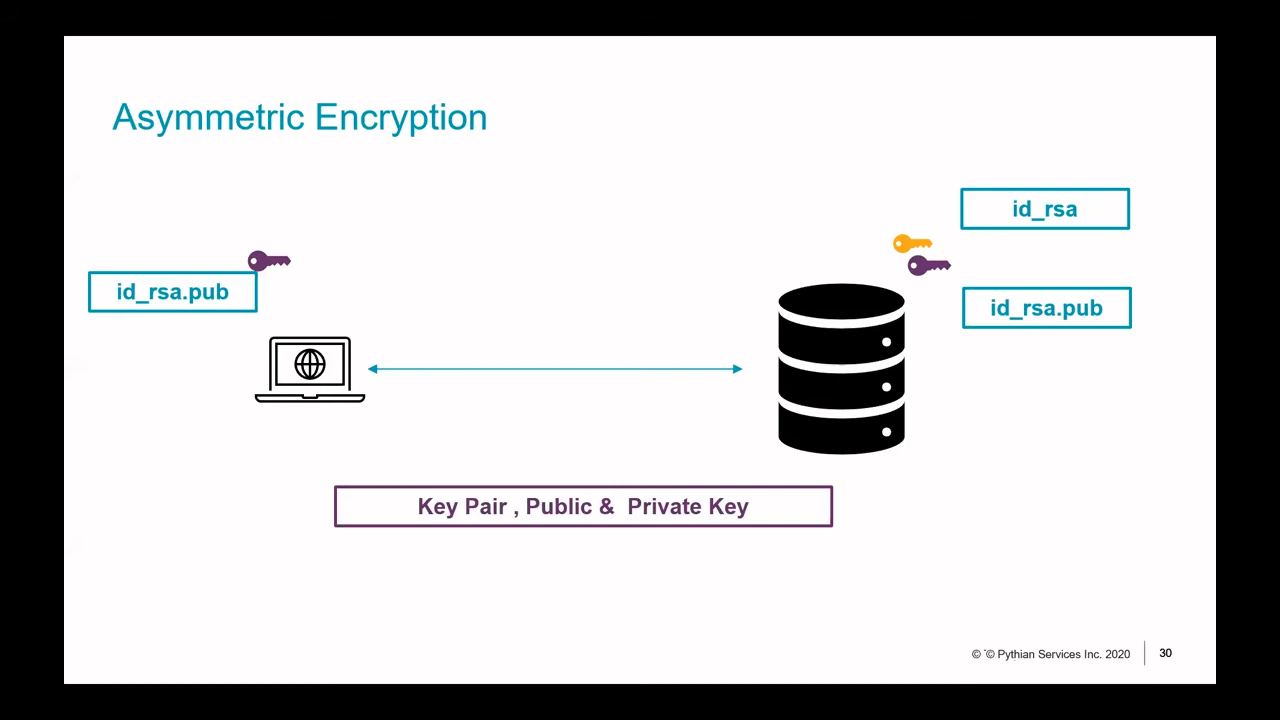 Asymmetric Encryption
id_rsa
id_rsa.pub
id_rsa.pub
Key Pair , Public &  Private Key
© ¨© Pythian Services Inc. 2020
30